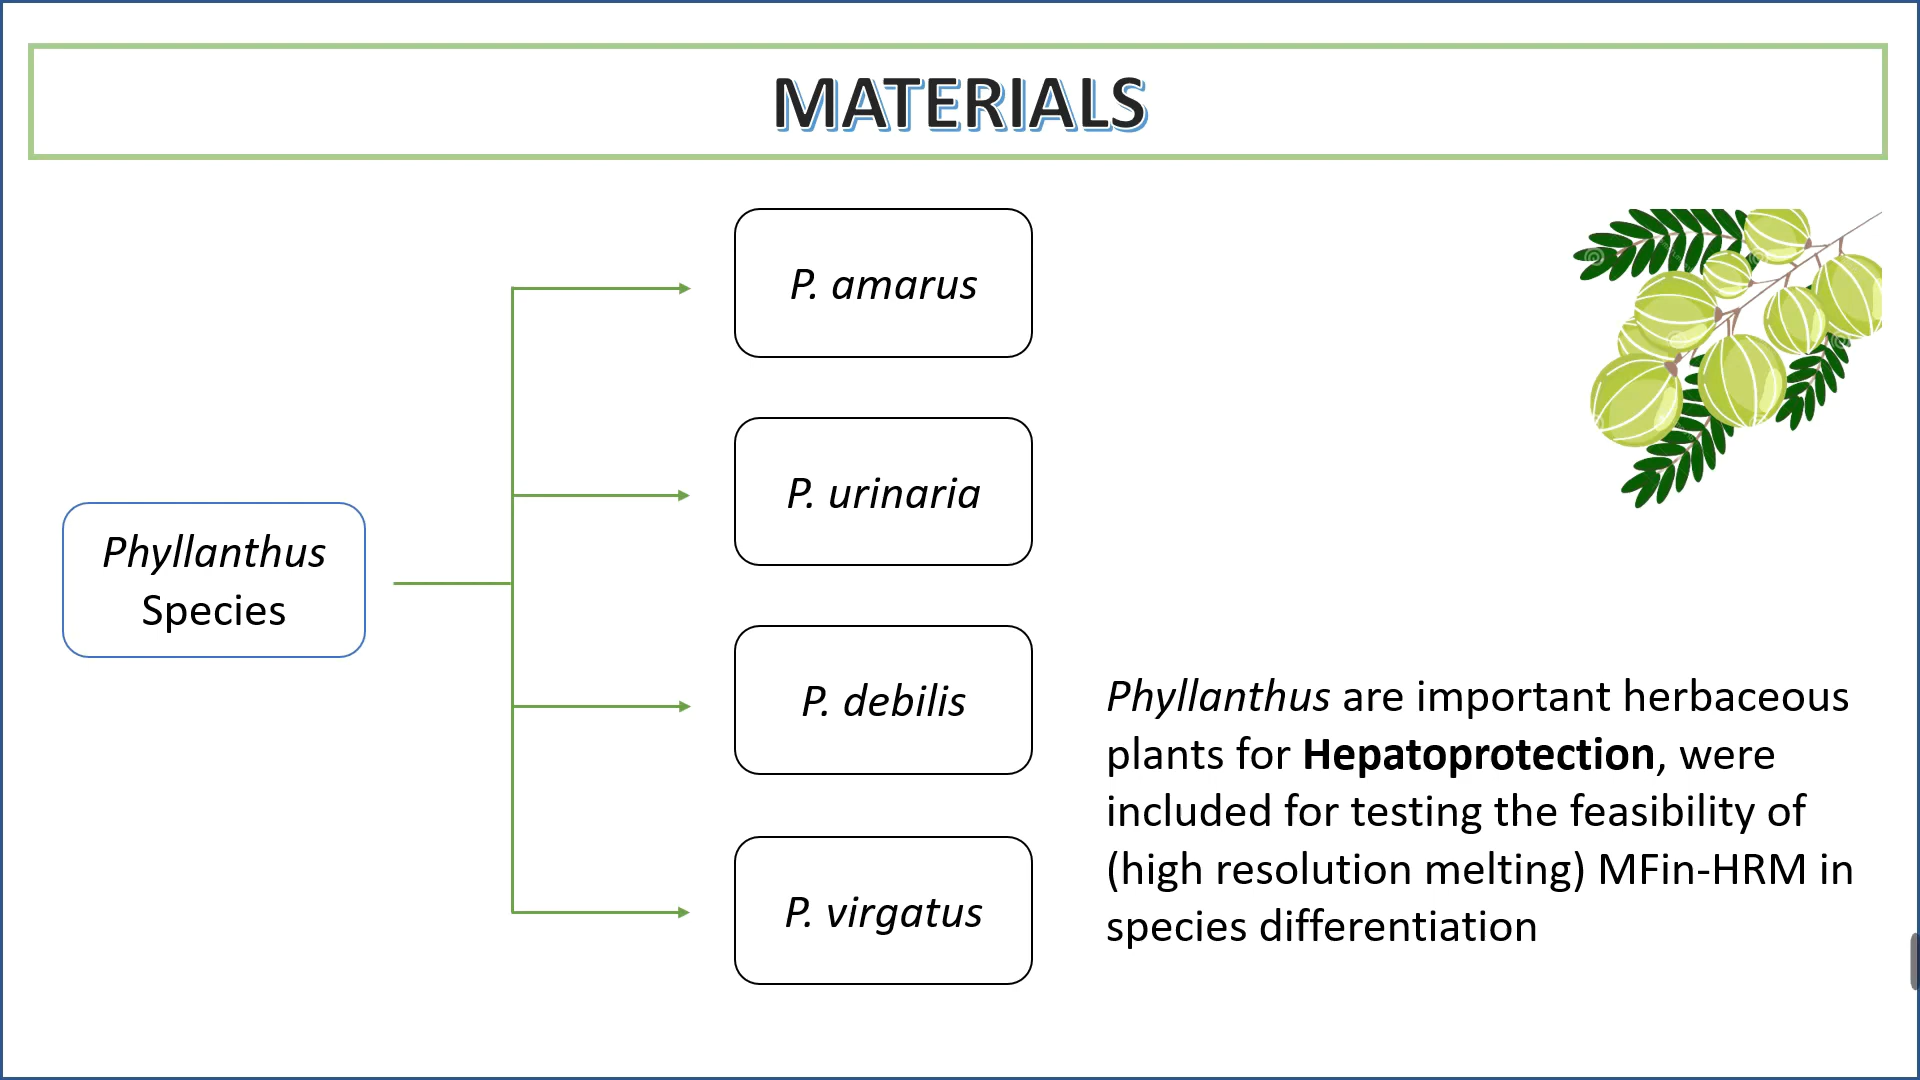 MATERIALS
P. amarus
P. urinaria
Phyllanthus
Species
P. debilis
P. virgatus
Phyllanthus are important herbaceous
plants for Hepatoprotection, were
included for testing the feasibility of
(high resolution melting) MFin-HRM in
species differentiation